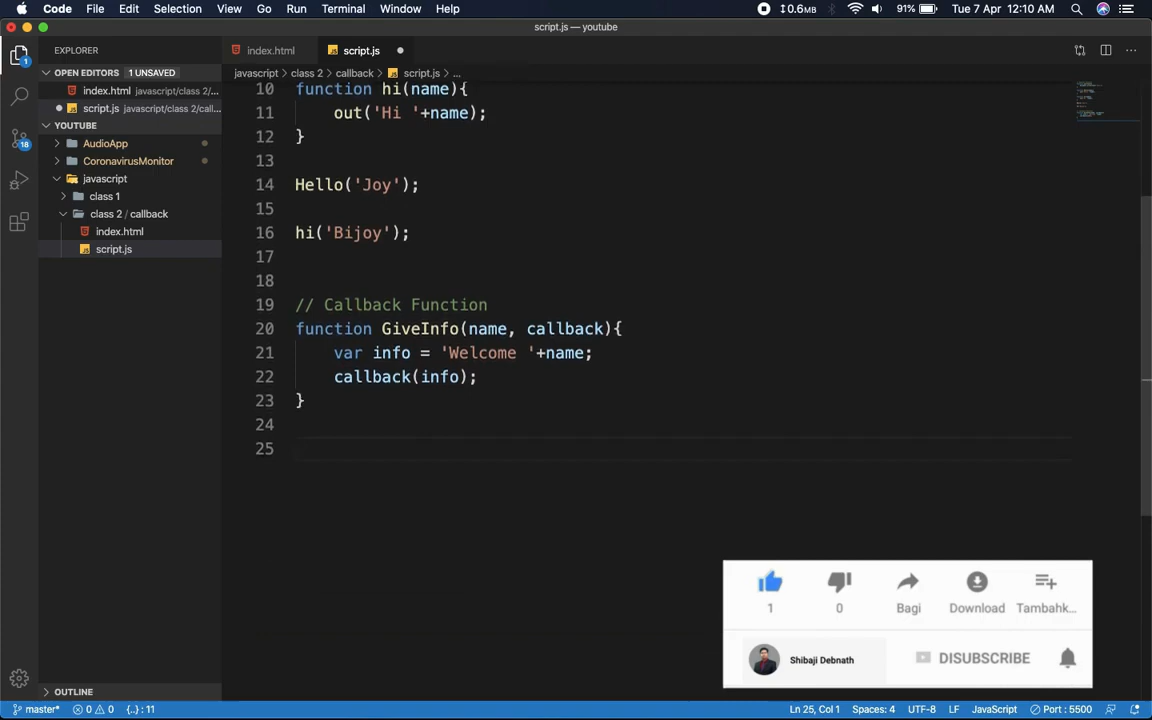 Code File Edit Selection View Go Run Terminal Window Help 0.6MB 91% Tue 7 Apr 12:10 AM
script.js — youtube
EXPLORER
index.html
script.js
OPEN EDITORS 1 UNSAVED
javascript > class 2 > callback > script.js > ...
index.html javascript/class 2/...
script.js javascript/class 2/call...
YOUTUBE
AudioApp
CoronavirusMonitor
javascript
class 1
class 2 / callback
index.html
script.js
10 function hi(name){
11 out('Hi '+name);
12 }
13
14 Hello('Joy');
15
16 hi('Bijoy');
17
18
19 // Callback Function
20 function GiveInfo(name, callback){
21 var info = 'Welcome '+name;
22 callback(info);
23 }
24
25
1
18
1 0 Bagi Download Tambahk...
Shibaji Debnath DISUBSCRIBE
OUTLINE
master* 0 0 {..} : 11 Ln 25, Col 1 Spaces: 4 UTF-8 LF JavaScript Port : 5500